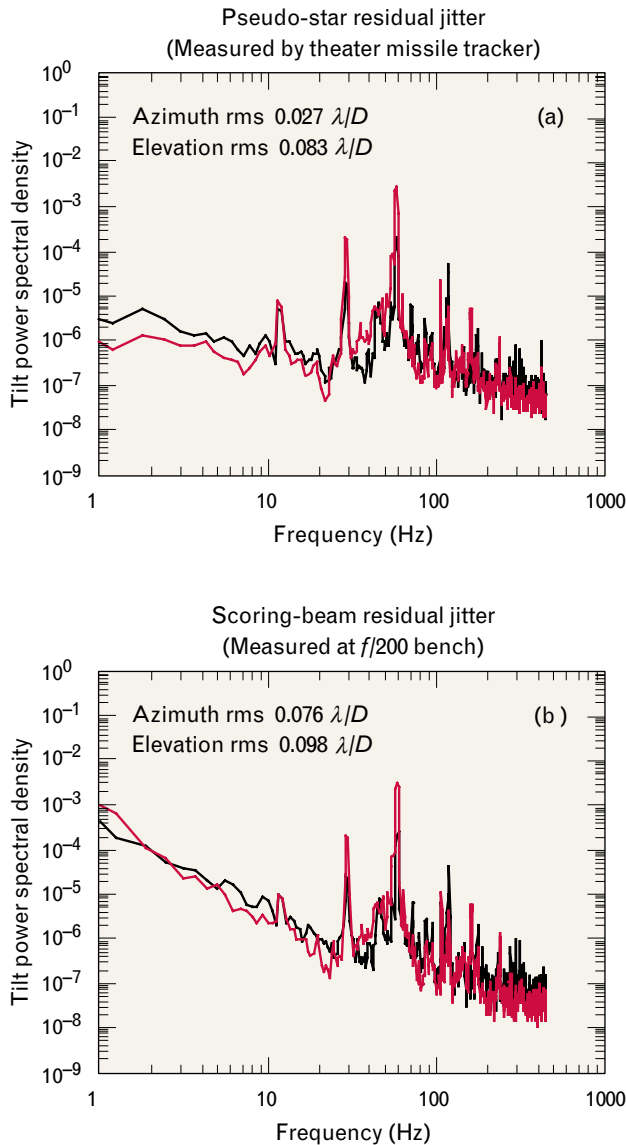 Pseudo-star residual jitter
(Measured by theater missile tracker)
10⁰
10⁻¹
10⁻²
10⁻³
10⁻⁴
10⁻⁵
10⁻⁶
10⁻⁷
10⁻⁸
10⁻⁹
Tilt power spectral density
Azimuth rms 0.027 λ/D
Elevation rms 0.083 λ/D
(a)
1 10 100 1000
Frequency (Hz)
Scoring-beam residual jitter
(Measured at f/200 bench)
10⁰
10⁻¹
10⁻²
10⁻³
10⁻⁴
10⁻⁵
10⁻⁶
10⁻⁷
10⁻⁸
10⁻⁹
Tilt power spectral density
Azimuth rms 0.076 λ/D
Elevation rms 0.098 λ/D
(b)
1 10 100 1000
Frequency (Hz)